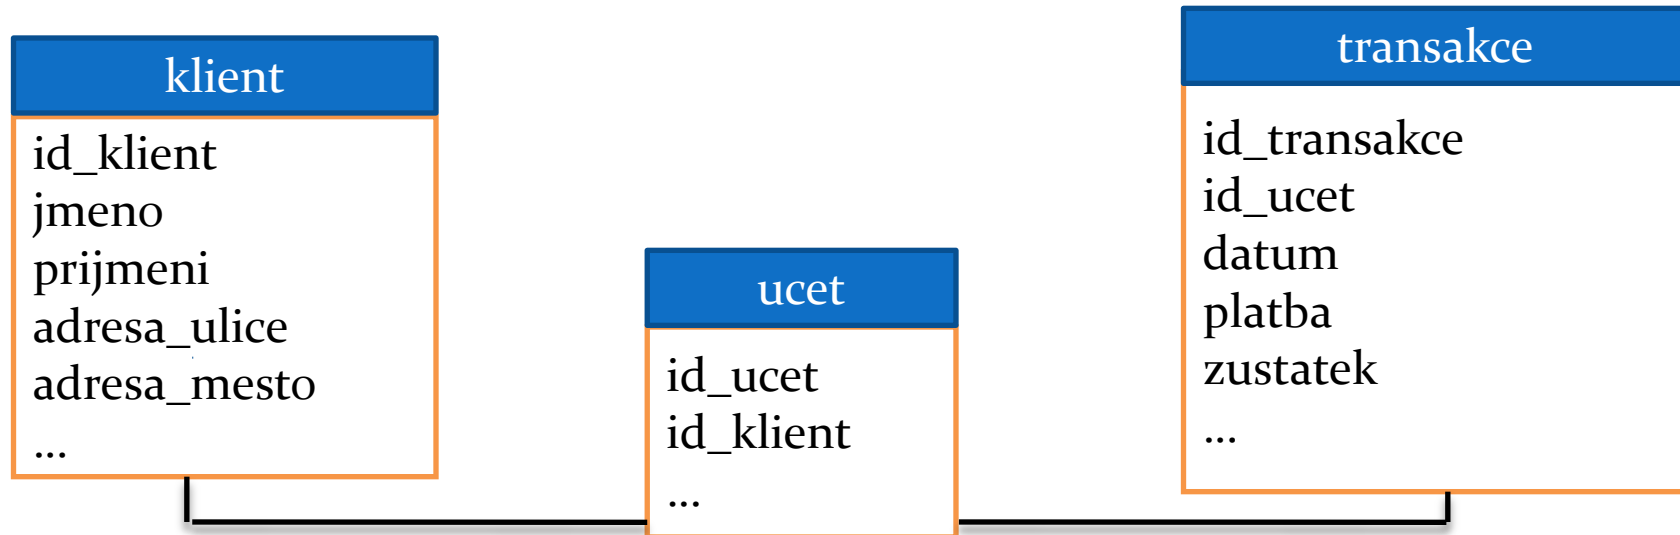 klient
id_klient
jmeno
prijmeni
adresa_ulice
adresa_mesto
...
ucet
id_ucet
id_klient
...
transakce
id_transakce
id_ucet
datum
platba
zustatek
...